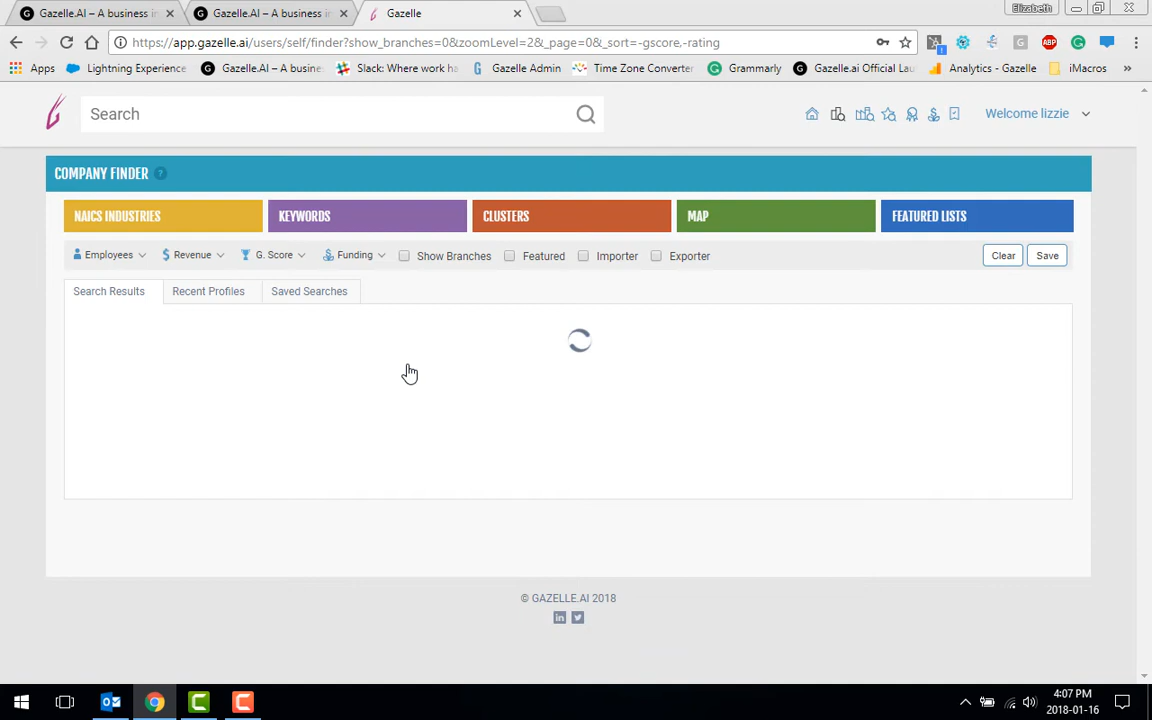 Gazelle.AI – A business in
Gazelle.AI – A business in
Gazelle
Elizabeth
https://app.gazelle.ai/users/self/finder?show_branches=0&zoomLevel=2&_page=0&_sort=-gscore,-rating
Apps
Lightning Experience
Gazelle.AI – A busine
Slack: Where work ha
Gazelle Admin
Time Zone Converter
Grammarly
Gazelle.ai Official Lau
Analytics - Gazelle
iMacros
Search
Welcome lizzie
COMPANY FINDER ?
NAICS INDUSTRIES
KEYWORDS
CLUSTERS
MAP
FEATURED LISTS
Employees
Revenue
G. Score
Funding
Show Branches
Featured
Importer
Exporter
Clear
Save
Search Results
Recent Profiles
Saved Searches
© GAZELLE.AI 2018
4:07 PM
2018-01-16